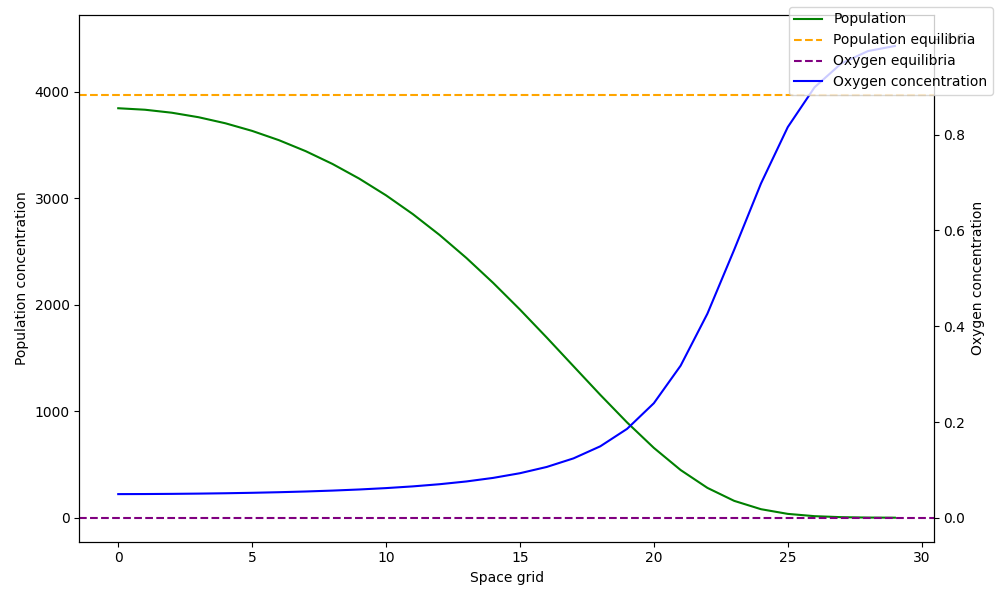 Population
Population equilibria
Oxygen equilibria
Oxygen concentration
4000
3000
2000
1000
0
Population concentration
0.8
0.6
0.4
0.2
0.0
Oxygen concentration
0 5 10 15 20 25 30
Space grid